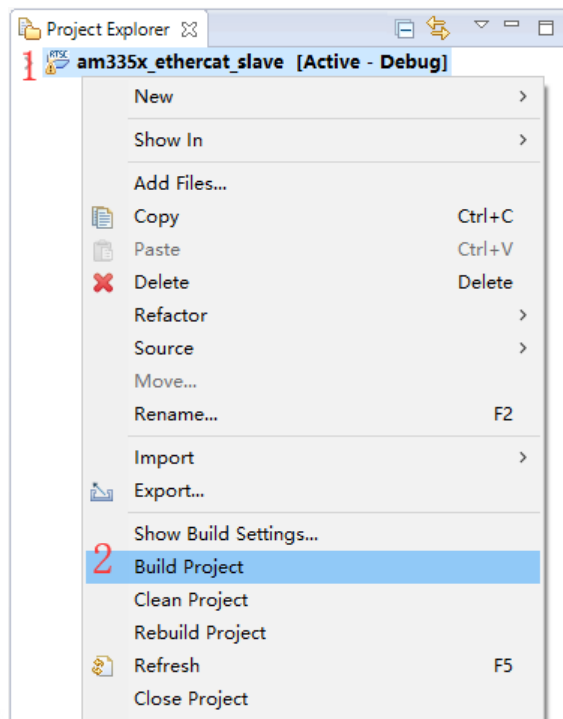 Project Explorer
1 RTSC am335x_ethercat_slave [Active - Debug]
New
Show In
Add Files...
Copy Ctrl+C
Paste Ctrl+V
Delete Delete
Refactor
Source
Move...
Rename... F2
Import
Export...
Show Build Settings...
2 Build Project
Clean Project
Rebuild Project
Refresh F5
Close Project